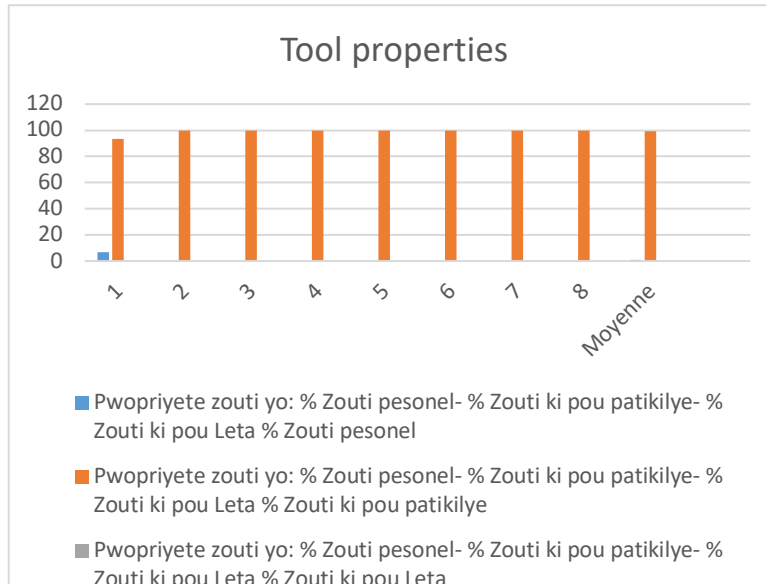 Tool properties
120
100
80
60
40
20
0
1 2 3 4 5 6 7 8 Moyenne
Pwopriyete zouti yo: % Zouti pesonel- % Zouti ki pou patikilye- %
Zouti ki pou Leta % Zouti pesonel
Pwopriyete zouti yo: % Zouti pesonel- % Zouti ki pou patikilye- %
Zouti ki pou Leta % Zouti ki pou patikilye
Pwopriyete zouti yo: % Zouti pesonel- % Zouti ki pou patikilye- %
Zouti ki pou Leta % Zouti ki pou Leta